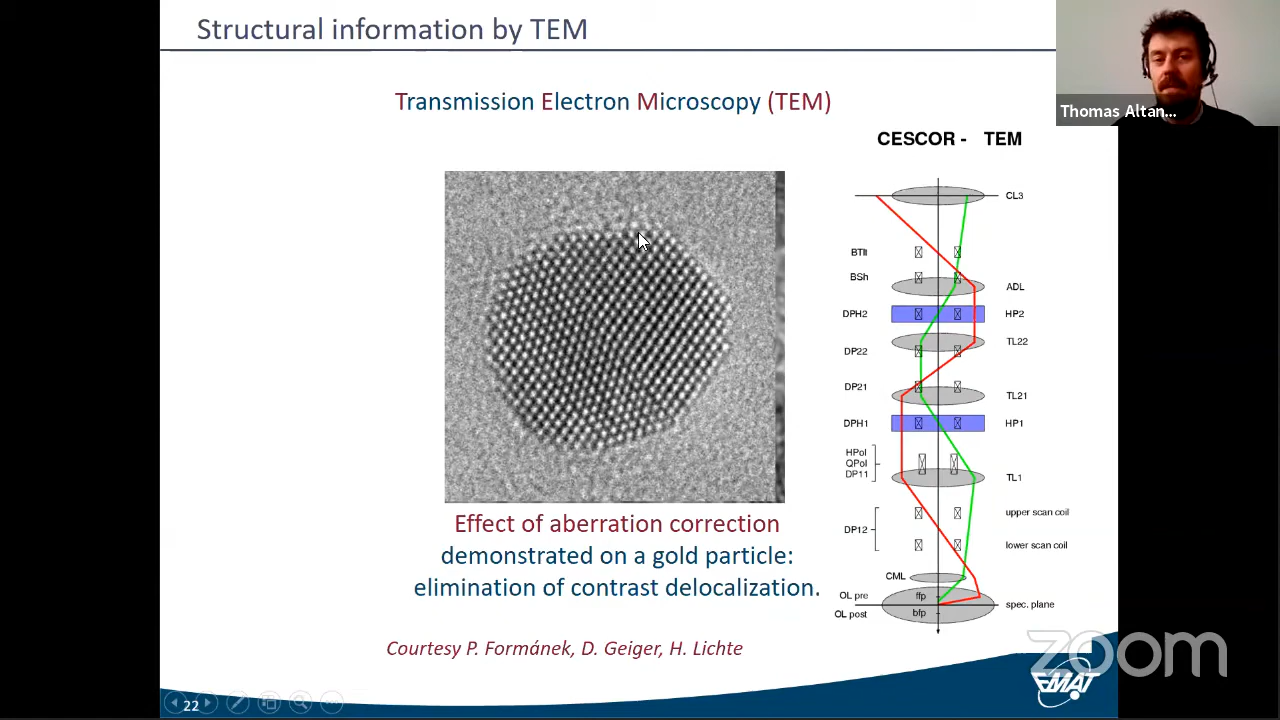 Structural information by TEM
Thomas Altan...
Transmission Electron Microscopy (TEM)
CESCOR - TEM
CL3
BTlt
BSh
ADL
DPH2
HP2
TL22
DP22
DP21
TL21
DPH1
HP1
HPol
QPol
DP11
TL1
upper scan coil
DP12
lower scan coil
CML
OL pre
ffp
spec. plane
OL post
bfp
Effect of aberration correction
demonstrated on a gold particle:
elimination of contrast delocalization.
Courtesy P. Formánek, D. Geiger, H. Lichte
zoom
EMAT
22